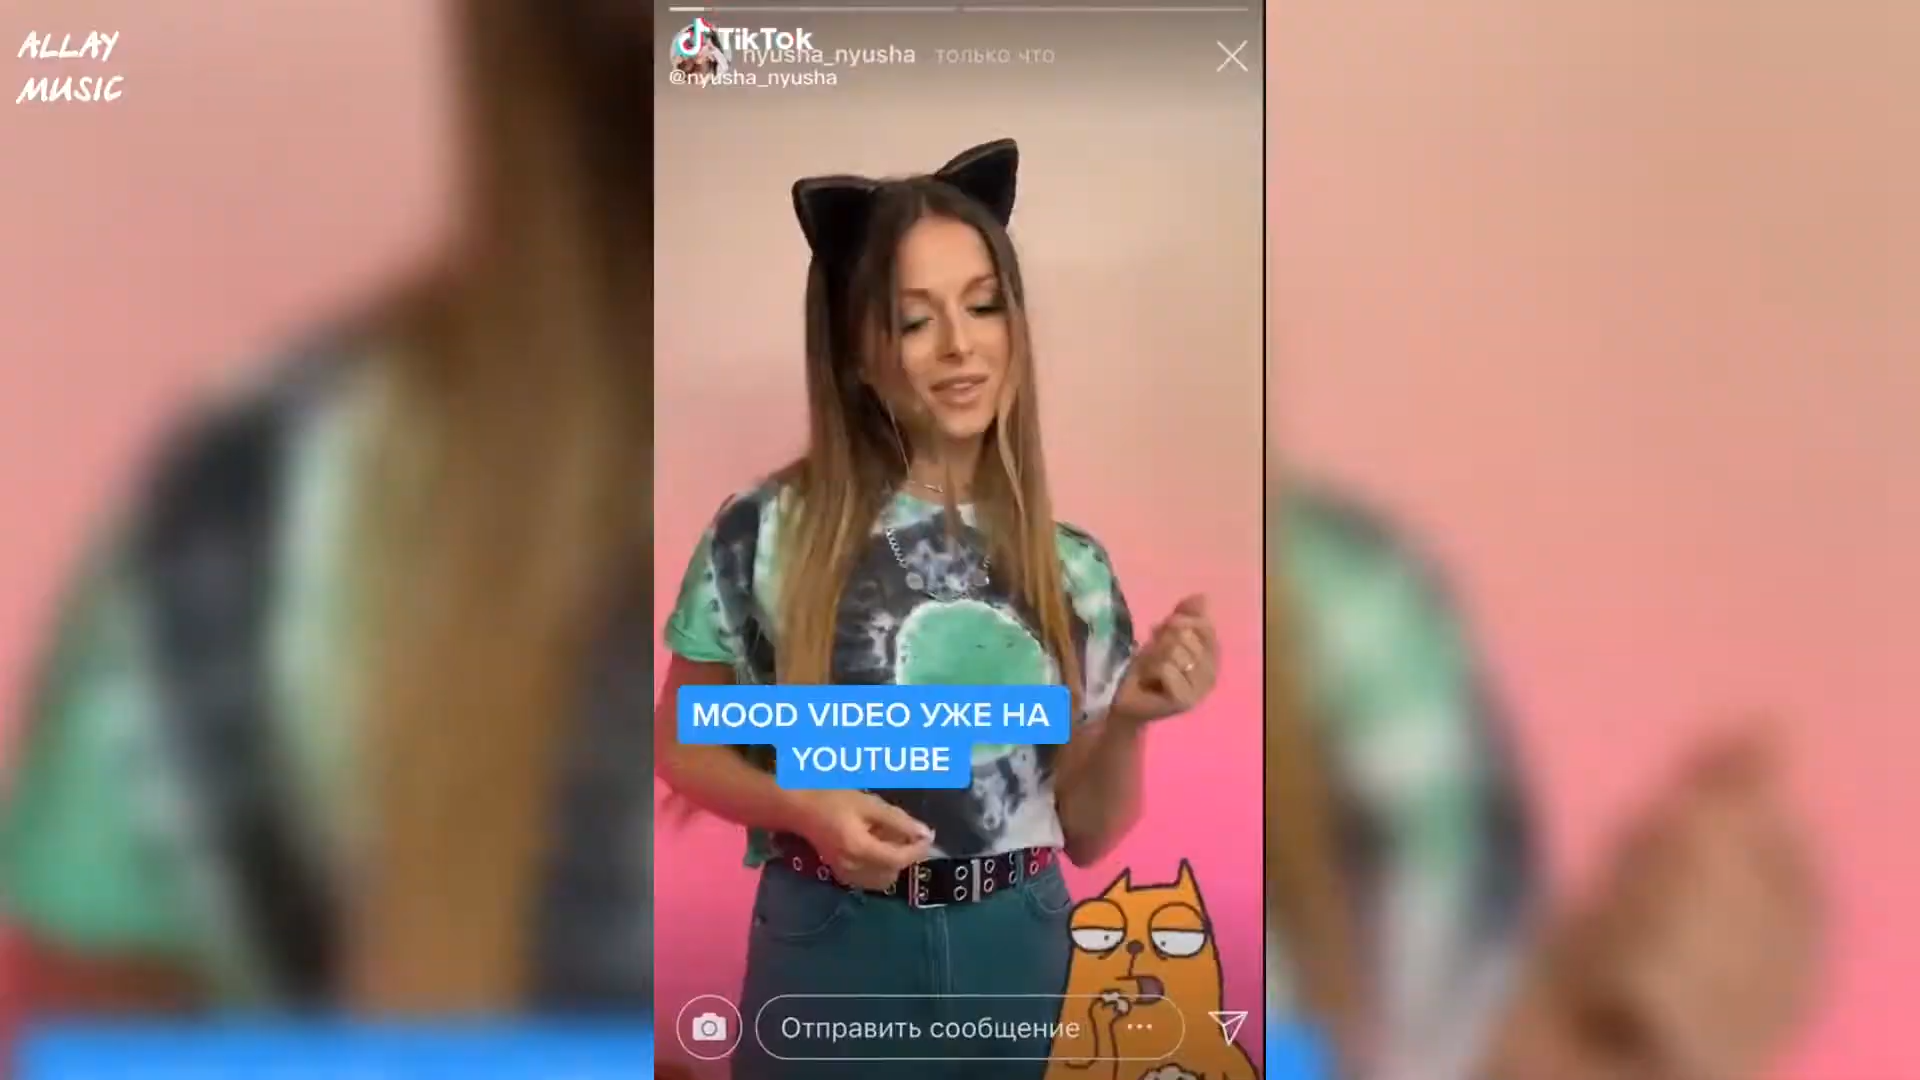 ALLAY
MUSIC
TikTok
nyusha_nyusha только что
@nyusha_nyusha
MOOD VIDEO УЖЕ НА
YOUTUBE
Отправить сообщение